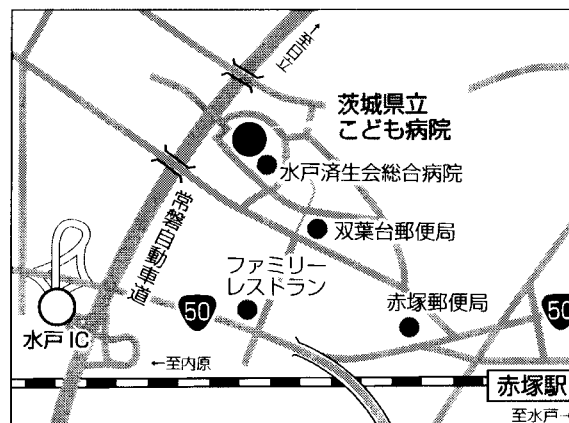 至日立→
茨城県立
こども病院
水戸済生会総合病院
常磐自動車道
双葉台郵便局
ファミリー
レストラン
50
赤塚郵便局
50
水戸IC
←至内原
赤塚駅
至水戸→